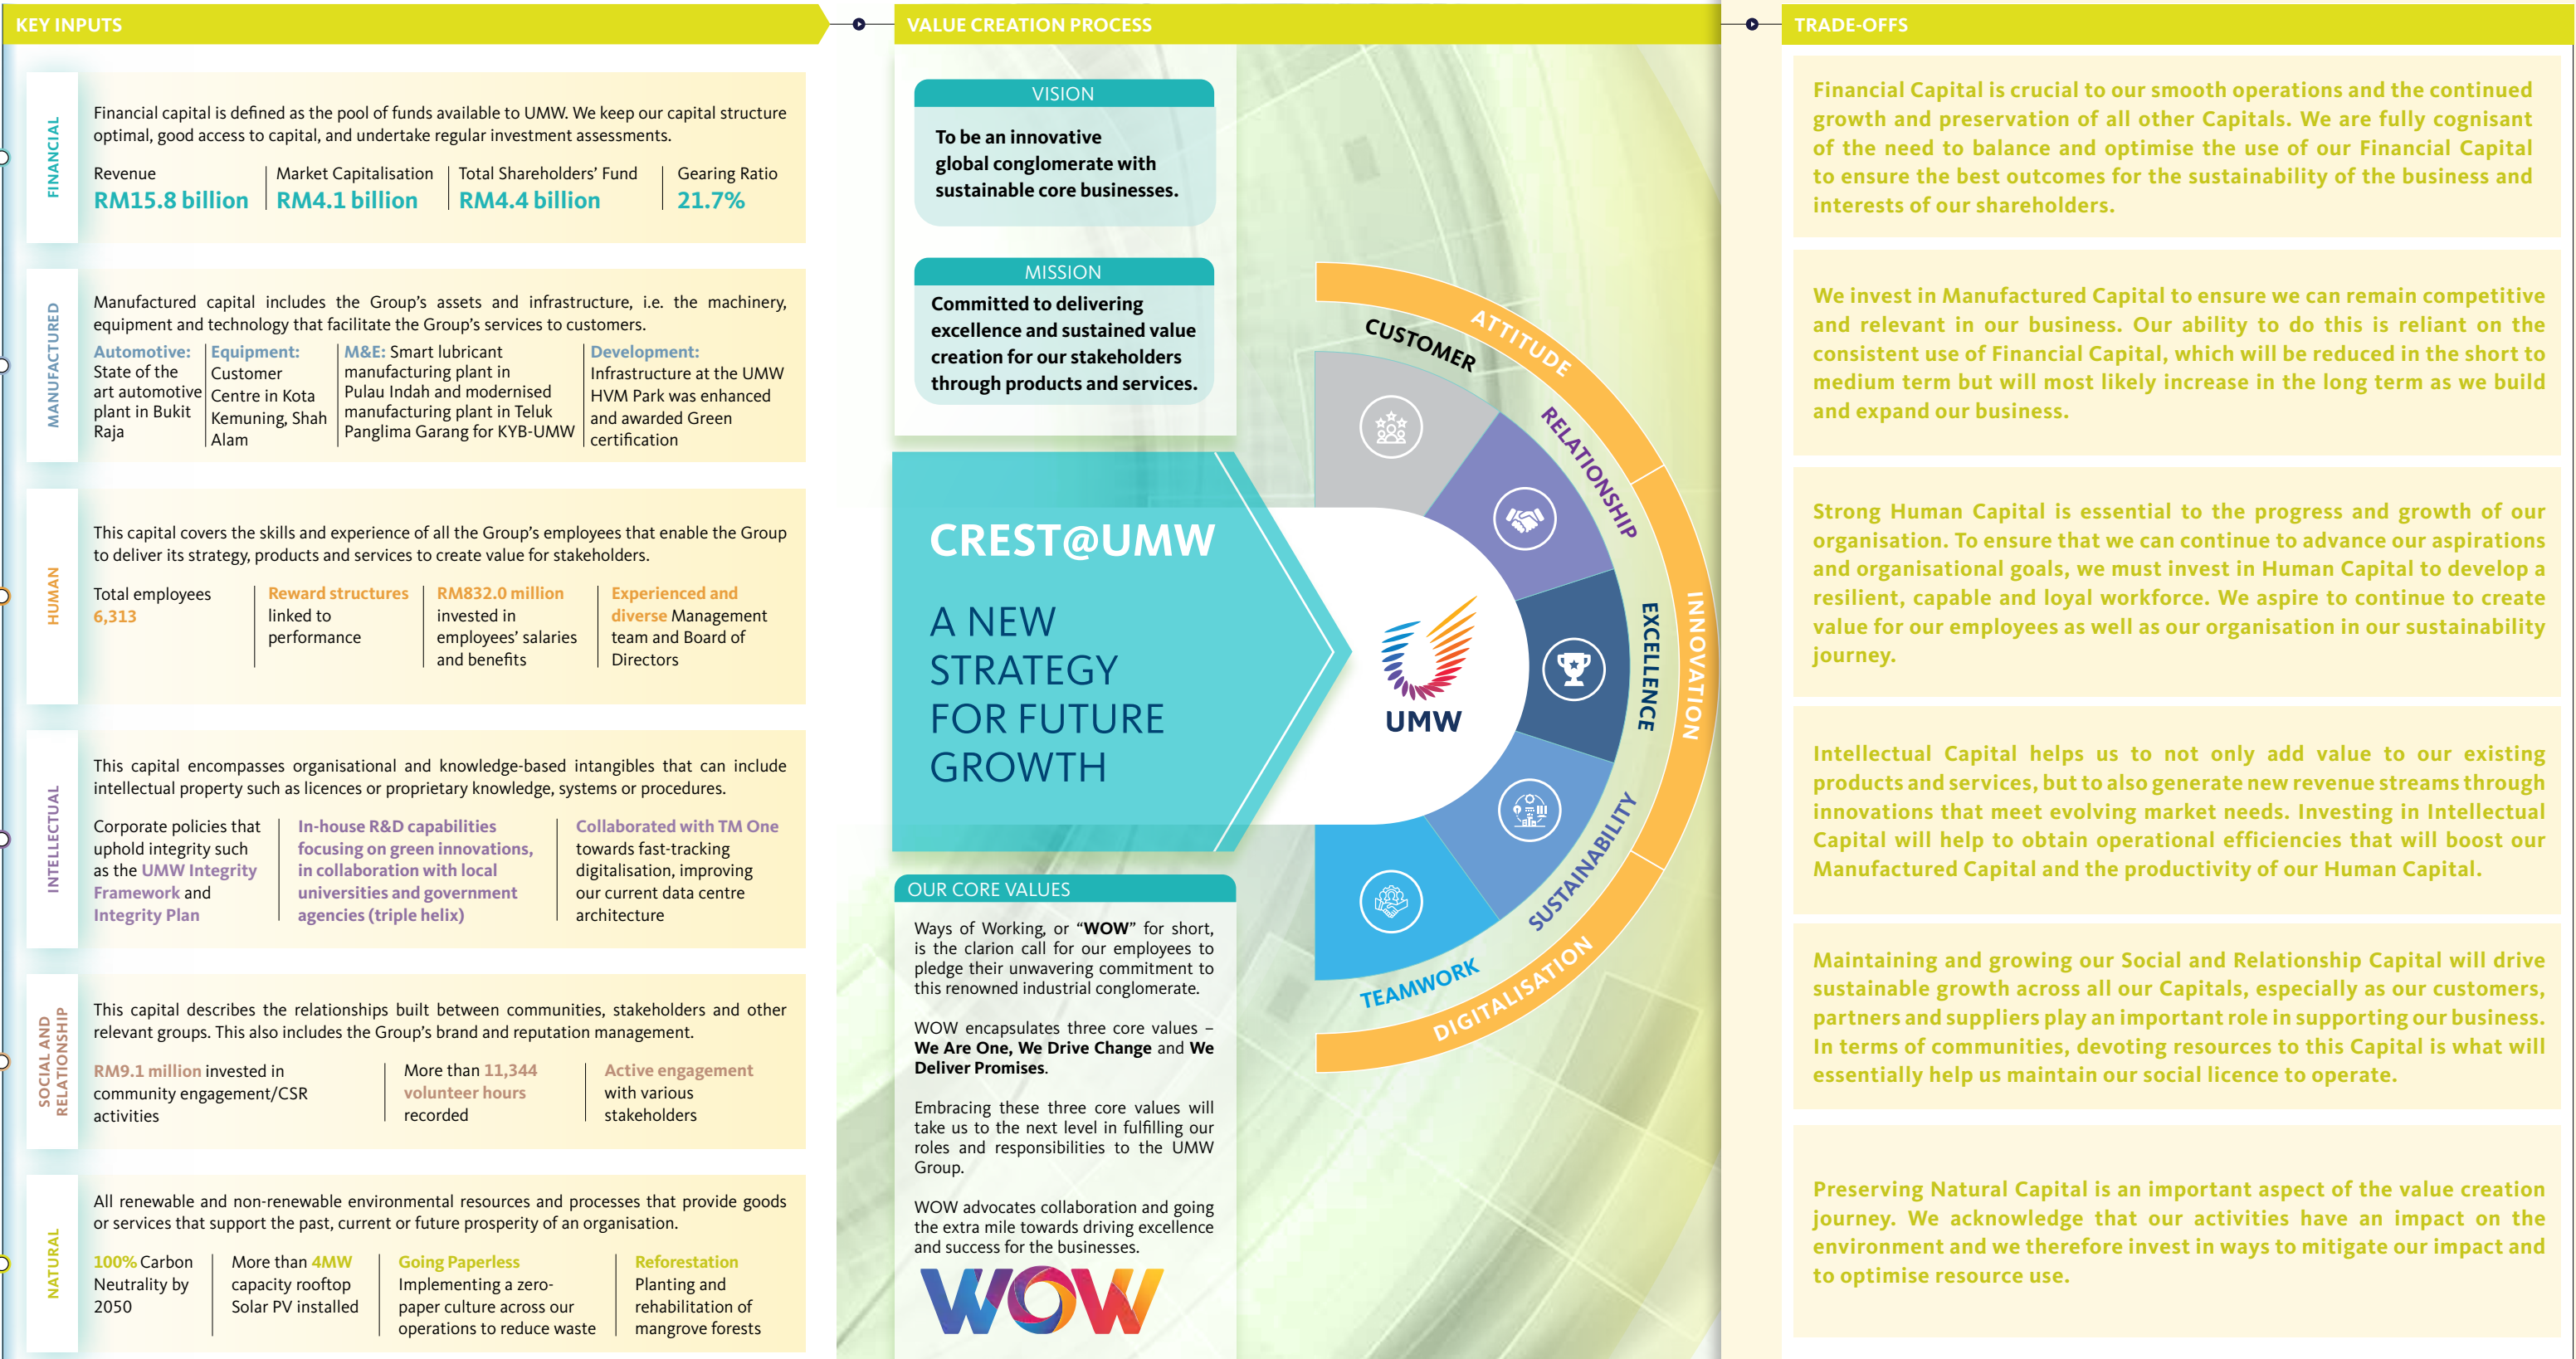 KEY INPUTS
FINANCIAL
Financial capital is defined as the pool of funds available to UMW. We keep our capital structure
optimal, good access to capital, and undertake regular investment assessments.
Revenue
RM15.8 billion
Market Capitalisation
RM4.1 billion
Total Shareholders’ Fund
RM4.4 billion
Gearing Ratio
21.7%
MANUFACTURED
Manufactured capital includes the Group’s assets and infrastructure, i.e. the machinery,
equipment and technology that facilitate the Group’s services to customers.
Automotive:
State of the
art automotive
plant in Bukit
Raja
Equipment:
Customer
Centre in Kota
Kemuning, Shah
Alam
M&E: Smart lubricant
manufacturing plant in
Pulau Indah and modernised
manufacturing plant in Teluk
Panglima Garang for KYB-UMW
Development:
Infrastructure at the UMW
HVM Park was enhanced
and awarded Green
certification
HUMAN
This capital covers the skills and experience of all the Group’s employees that enable the Group
to deliver its strategy, products and services to create value for stakeholders.
Total employees
6,313
Reward structures
linked to
performance
RM832.0 million
invested in
employees’ salaries
and benefits
Experienced and
diverse Management
team and Board of
Directors
INTELLECTUAL
This capital encompasses organisational and knowledge-based intangibles that can include
intellectual property such as licences or proprietary knowledge, systems or procedures.
Corporate policies that
uphold integrity such
as the UMW Integrity
Framework and
Integrity Plan
In-house R&D capabilities
focusing on green innovations,
in collaboration with local
universities and government
agencies (triple helix)
Collaborated with TM One
towards fast-tracking
digitalisation, improving
our current data centre
architecture
SOCIAL AND
RELATIONSHIP
This capital describes the relationships built between communities, stakeholders and other
relevant groups. This also includes the Group’s brand and reputation management.
RM9.1 million invested in
community engagement/CSR
activities
More than 11,344
volunteer hours
recorded
Active engagement
with various
stakeholders
NATURAL
All renewable and non-renewable environmental resources and processes that provide goods
or services that support the past, current or future prosperity of an organisation.
100% Carbon
Neutrality by
2050
More than 4MW
capacity rooftop
Solar PV installed
Going Paperless
Implementing a zero-
paper culture across our
operations to reduce waste
Reforestation
Planting and
rehabilitation of
mangrove forests
VALUE CREATION PROCESS
VISION
To be an innovative
global conglomerate with
sustainable core businesses.
MISSION
Committed to delivering
excellence and sustained value
creation for our stakeholders
through products and services.
CREST@UMW
A NEW
STRATEGY
FOR FUTURE
GROWTH
UMW
CUSTOMER
RELATIONSHIP
EXCELLENCE
SUSTAINABILITY
TEAMWORK
ATTITUDE
INNOVATION
DIGITALISATION
OUR CORE VALUES
Ways of Working, or “WOW” for short,
is the clarion call for our employees to
pledge their unwavering commitment to
this renowned industrial conglomerate.
WOW encapsulates three core values –
We Are One, We Drive Change and We
Deliver Promises.
Embracing these three core values will
take us to the next level in fulfilling our
roles and responsibilities to the UMW
Group.
WOW advocates collaboration and going
the extra mile towards driving excellence
and success for the businesses.
WOW
TRADE-OFFS
Financial Capital is crucial to our smooth operations and the continued
growth and preservation of all other Capitals. We are fully cognisant
of the need to balance and optimise the use of our Financial Capital
to ensure the best outcomes for the sustainability of the business and
interests of our shareholders.
We invest in Manufactured Capital to ensure we can remain competitive
and relevant in our business. Our ability to do this is reliant on the
consistent use of Financial Capital, which will be reduced in the short to
medium term but will most likely increase in the long term as we build
and expand our business.
Strong Human Capital is essential to the progress and growth of our
organisation. To ensure that we can continue to advance our aspirations
and organisational goals, we must invest in Human Capital to develop a
resilient, capable and loyal workforce. We aspire to continue to create
value for our employees as well as our organisation in our sustainability
journey.
Intellectual Capital helps us to not only add value to our existing
products and services, but to also generate new revenue streams through
innovations that meet evolving market needs. Investing in Intellectual
Capital will help to obtain operational efficiencies that will boost our
Manufactured Capital and the productivity of our Human Capital.
Maintaining and growing our Social and Relationship Capital will drive
sustainable growth across all our Capitals, especially as our customers,
partners and suppliers play an important role in supporting our business.
In terms of communities, devoting resources to this Capital is what will
essentially help us maintain our social licence to operate.
Preserving Natural Capital is an important aspect of the value creation
journey. We acknowledge that our activities have an impact on the
environment and we therefore invest in ways to mitigate our impact and
to optimise resource use.